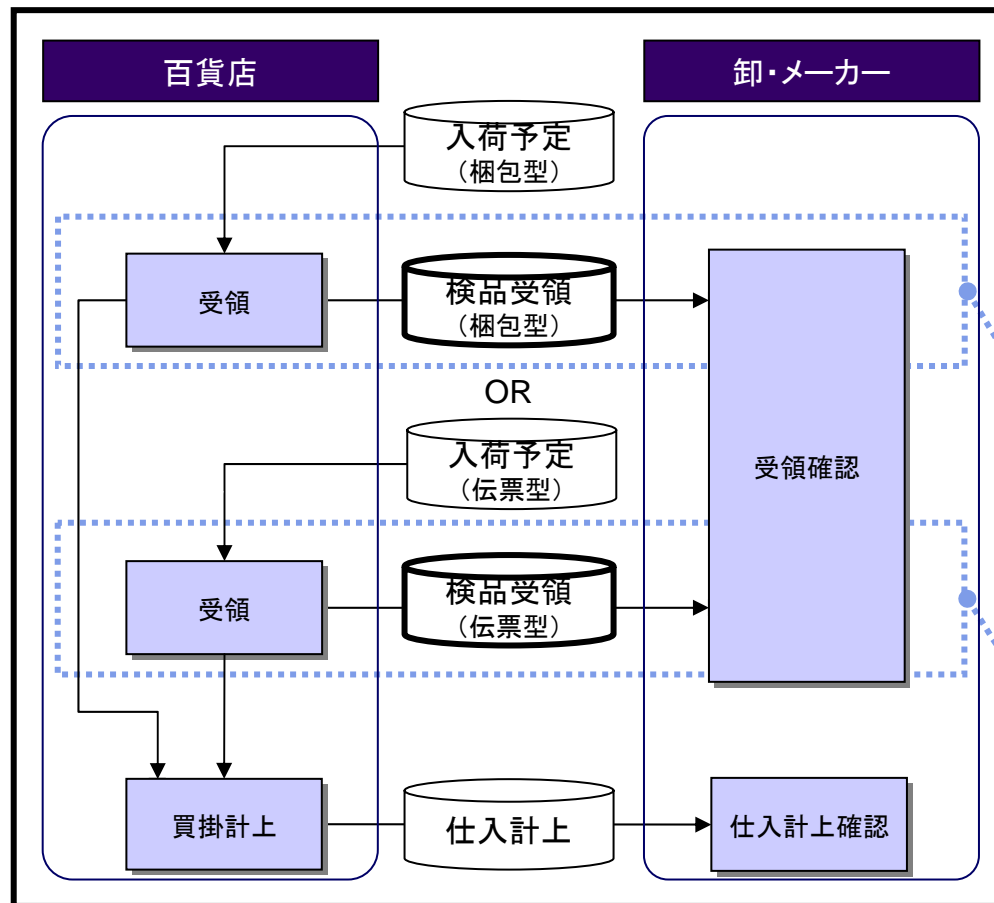 百貨店
卸・メーカー
入荷予定
（梱包型）
受領
検品受領
（梱包型）
OR
入荷予定
（伝票型）
受領確認
受領
検品受領
（伝票型）
買掛計上
仕入計上
仕入計上確認